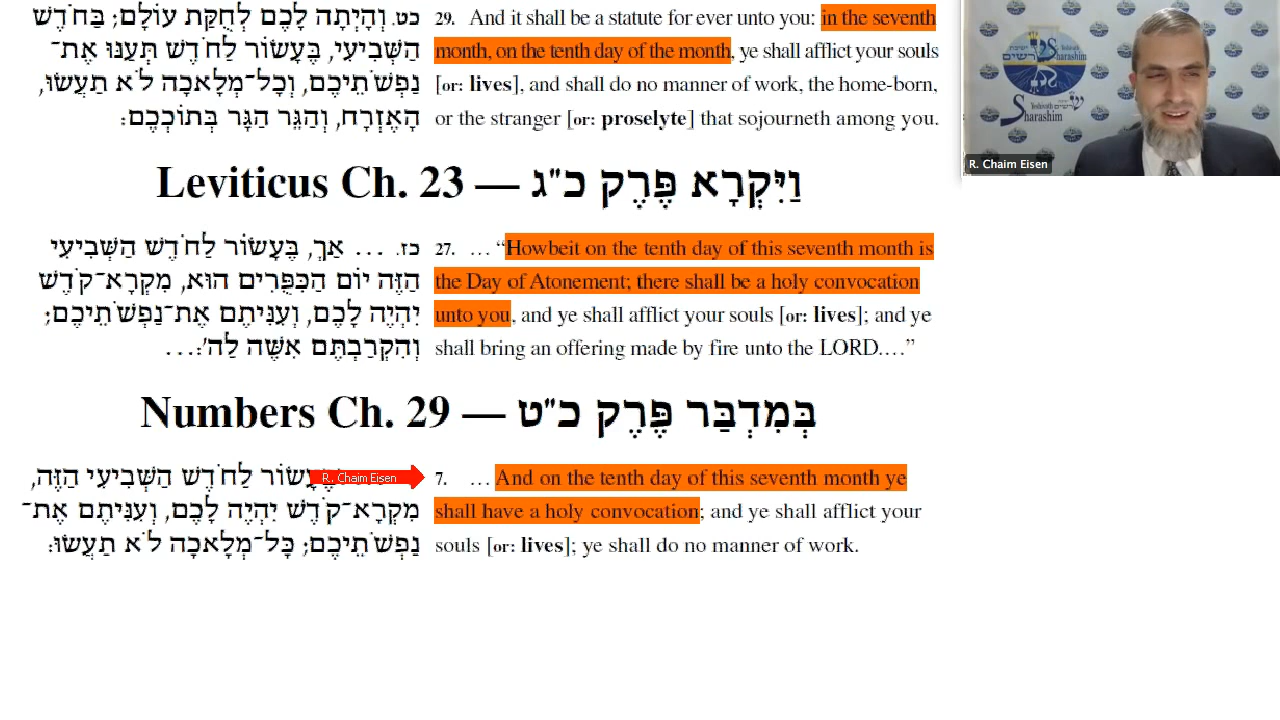 כט. וְהָיְתָה לָכֶם לְחֻקַּת עוֹלָם; בַּחֹדֶשׁ
הַשְּׁבִיעִי, בֶּעָשׂוֹר לַחֹדֶשׁ תְּעַנּוּ אֶת־
נַפְשֹׁתֵיכֶם, וְכָל־מְלָאכָה לֹא תַעֲשׂוּ,
הָאֶזְרָח, וְהַגֵּר הַגָּר בְּתוֹכְכֶם:
29. And it shall be a statute for ever unto you: in the seventh
month, on the tenth day of the month, ye shall afflict your souls
[or: lives], and shall do no manner of work, the home-born,
or the stranger [or: proselyte] that sojourneth among you.
Leviticus Ch. 23 — וַיִּקְרָא פֶּרֶק כ"ג
כז. … אַךְ, בֶּעָשׂוֹר לַחֹדֶשׁ הַשְּׁבִיעִי
הַזֶּה יוֹם הַכִּפֻּרִים הוּא, מִקְרָא־קֹדֶשׁ
יִהְיֶה לָכֶם, וְעִנִּיתֶם אֶת־נַפְשֹׁתֵיכֶם;
וְהִקְרַבְתֶּם אִשֶּׁה לַה':…
27. … “Howbeit on the tenth day of this seventh month is
the Day of Atonement; there shall be a holy convocation
unto you, and ye shall afflict your souls [or: lives]; and ye
shall bring an offering made by fire unto the LORD.…”
Numbers Ch. 29 — בְּמִדְבַּר פֶּרֶק כ"ט
לַחֹדֶשׁ הַשְּׁבִיעִי הַזֶּה,
מִקְרָא־קֹדֶשׁ יִהְיֶה לָכֶם, וְעִנִּיתֶם אֶת־
נַפְשֹׁתֵיכֶם; כָּל־מְלָאכָה לֹא תַעֲשׂוּ:
R. Chaim Eisen
7. … And on the tenth day of this seventh month ye
shall have a holy convocation; and ye shall afflict your
souls [or: lives]; ye shall do no manner of work.
Yeshivath
Sharashim
R. Chaim Eisen